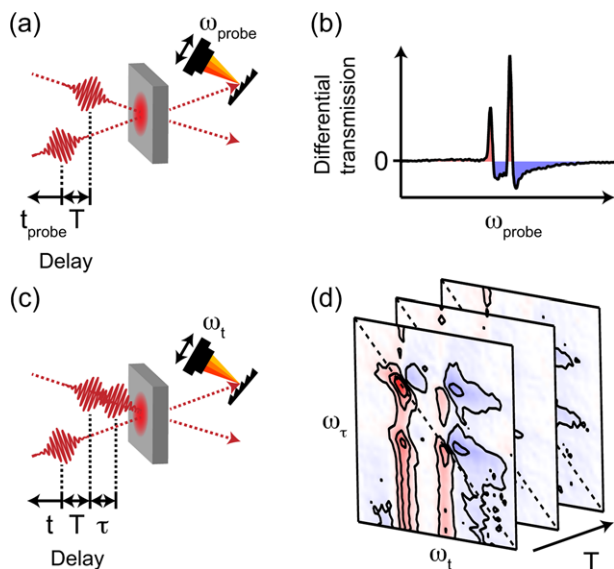 (a)
ω_probe
t_probe T
Delay
(b)
Differential
transmission
0
ω_probe
(c)
ω_t
t T τ
Delay
(d)
ω_τ
ω_t
T